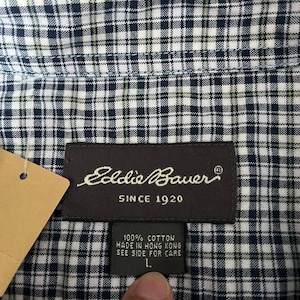 Eddie Bauer®
SINCE 1920
100% COTTON
MADE IN HONG KONG
SEE SIDE FOR CARE
L